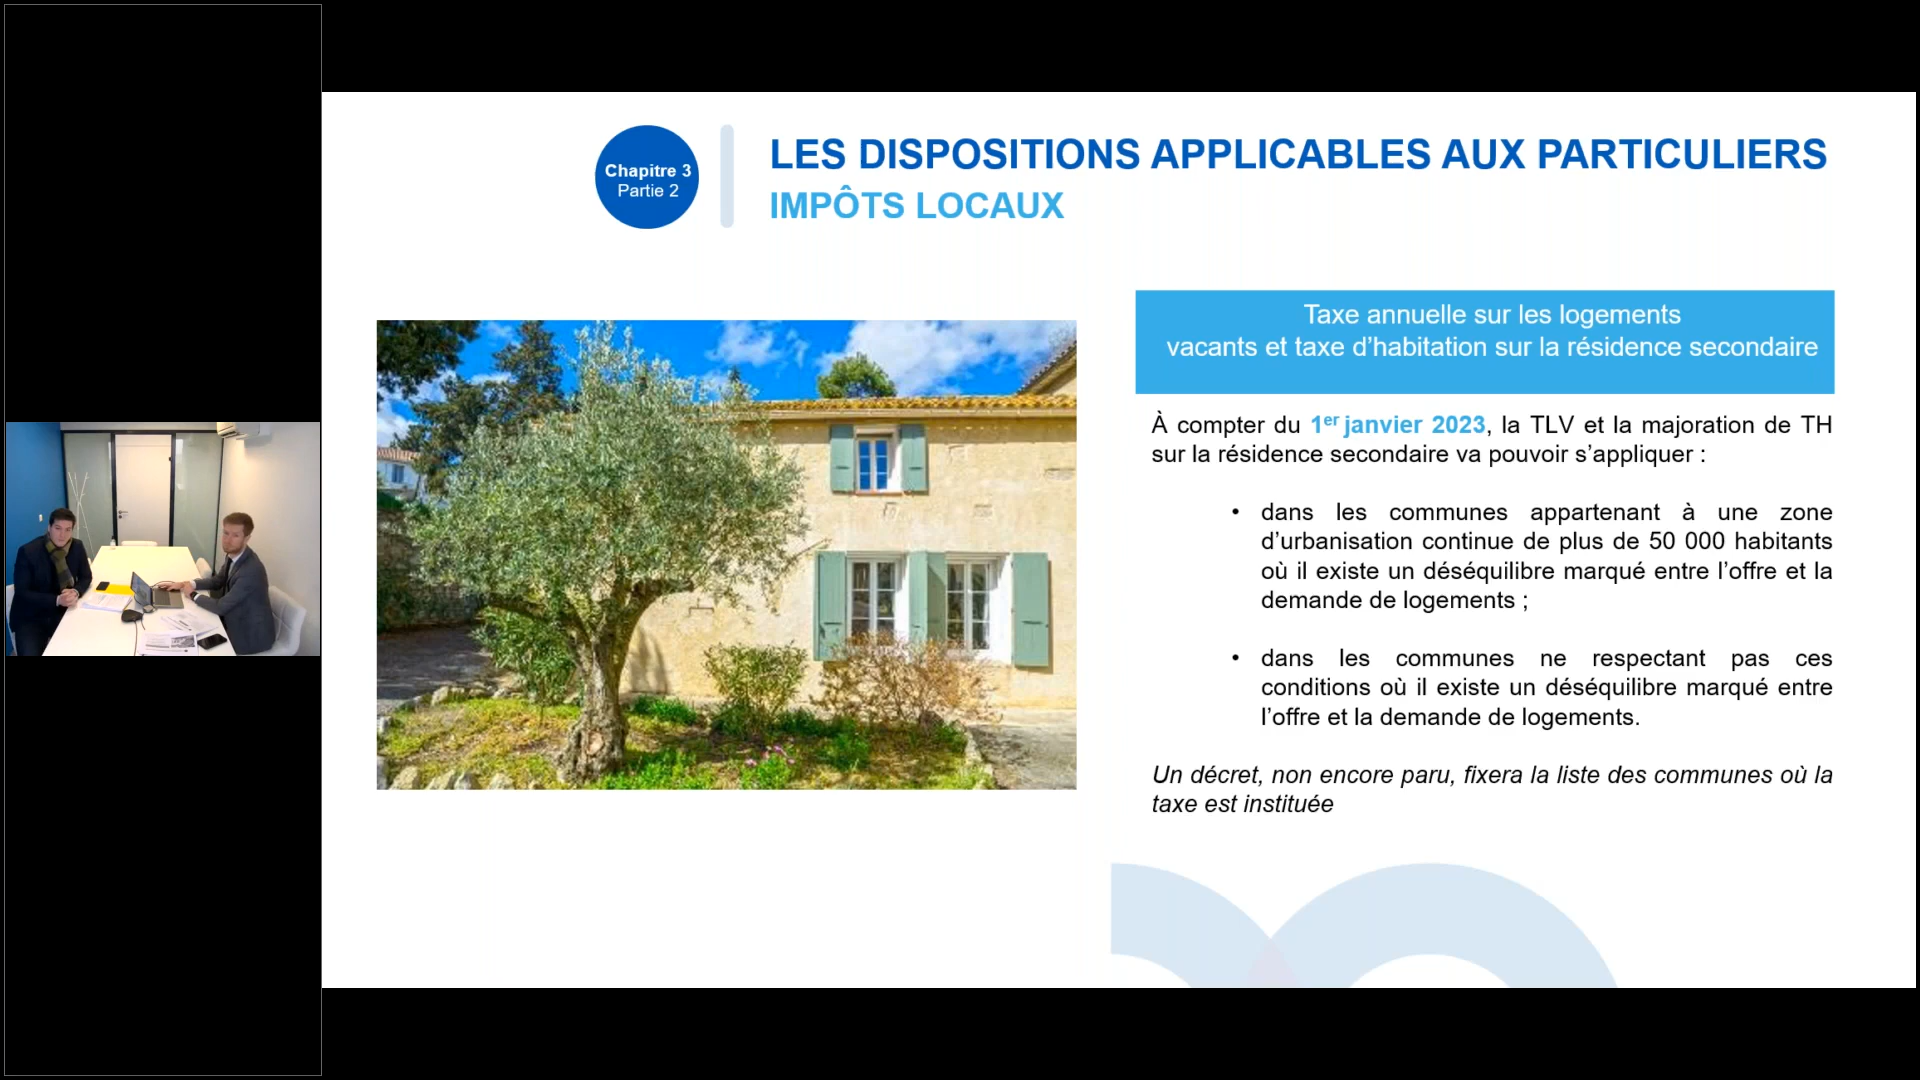 Chapitre 3
Partie 2
LES DISPOSITIONS APPLICABLES AUX PARTICULIERS
IMPÔTS LOCAUX
Taxe annuelle sur les logements
vacants et taxe d’habitation sur la résidence secondaire
À compter du 1er janvier 2023, la TLV et la majoration de TH
sur la résidence secondaire va pouvoir s’appliquer :
• dans les communes appartenant à une zone
d’urbanisation continue de plus de 50 000 habitants
où il existe un déséquilibre marqué entre l’offre et la
demande de logements ;
• dans les communes ne respectant pas ces
conditions où il existe un déséquilibre marqué entre
l’offre et la demande de logements.
Un décret, non encore paru, fixera la liste des communes où la
taxe est instituée